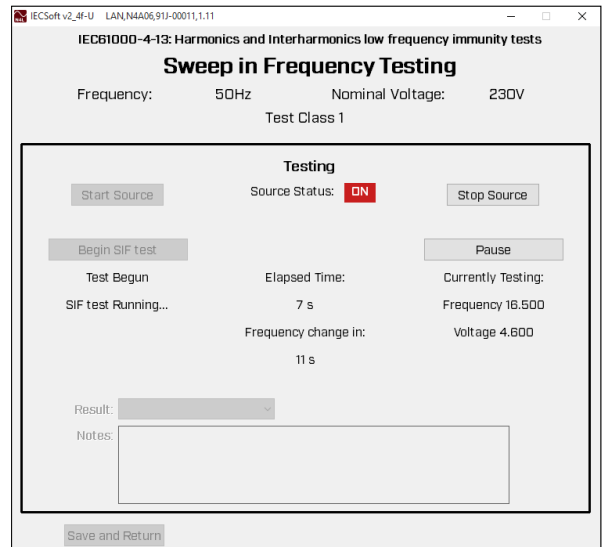 IECSoft v2_4f-U LAN,N4A06,91J-00011,1.11
IEC61000-4-13: Harmonics and Interharmonics low frequency immunity tests
Sweep in Frequency Testing
Frequency: 50Hz Nominal Voltage: 230V
Test Class 1
Testing
Start Source Source Status: ON Stop Source
Begin SIF test Pause
Test Begun Elapsed Time: Currently Testing:
SIF test Running... 7 s Frequency 16.500
Frequency change in: Voltage 4.600
11 s
Result:
Notes:
Save and Return